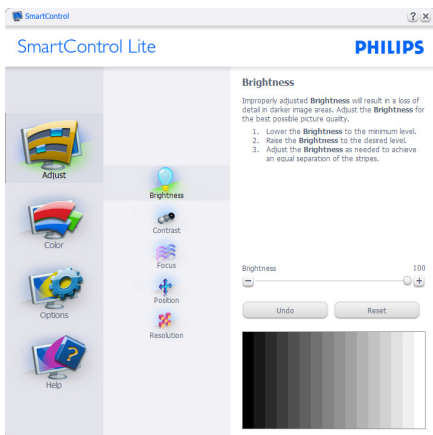 SmartControl
? ×
SmartControl Lite
PHILIPS
Adjust
Color
Options
Help
Brightness
Contrast
Focus
Position
Resolution
Brightness
Improperly adjusted Brightness will result in a loss of
detail in darker image areas. Adjust the Brightness for
the best possible picture quality.
1. Lower the Brightness to the minimum level.
2. Raise the Brightness to the desired level.
3. Adjust the Brightness as needed to achieve
an equal separation of the stripes.
Brightness 100
Undo Reset